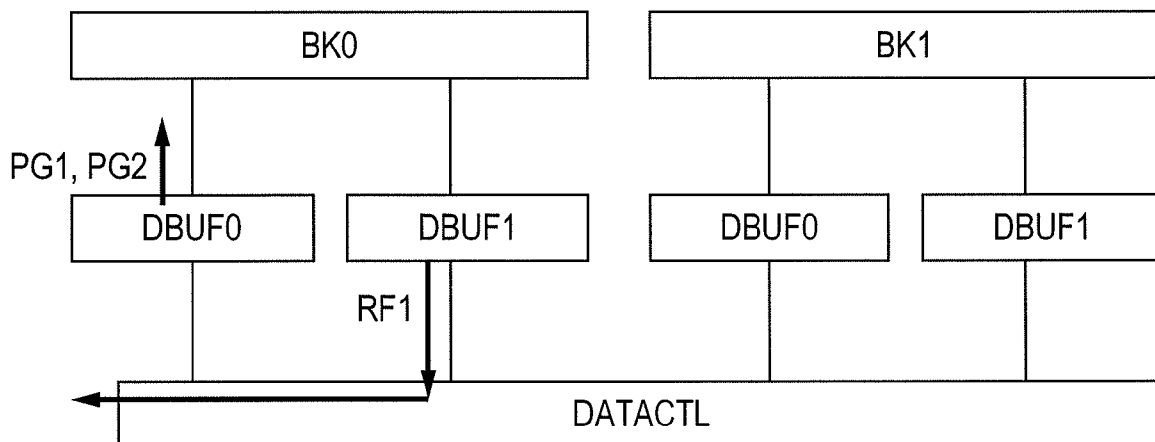 BK0
BK1
PG1, PG2
DBUF0
DBUF1
DBUF0
DBUF1
RF1
DATACTL